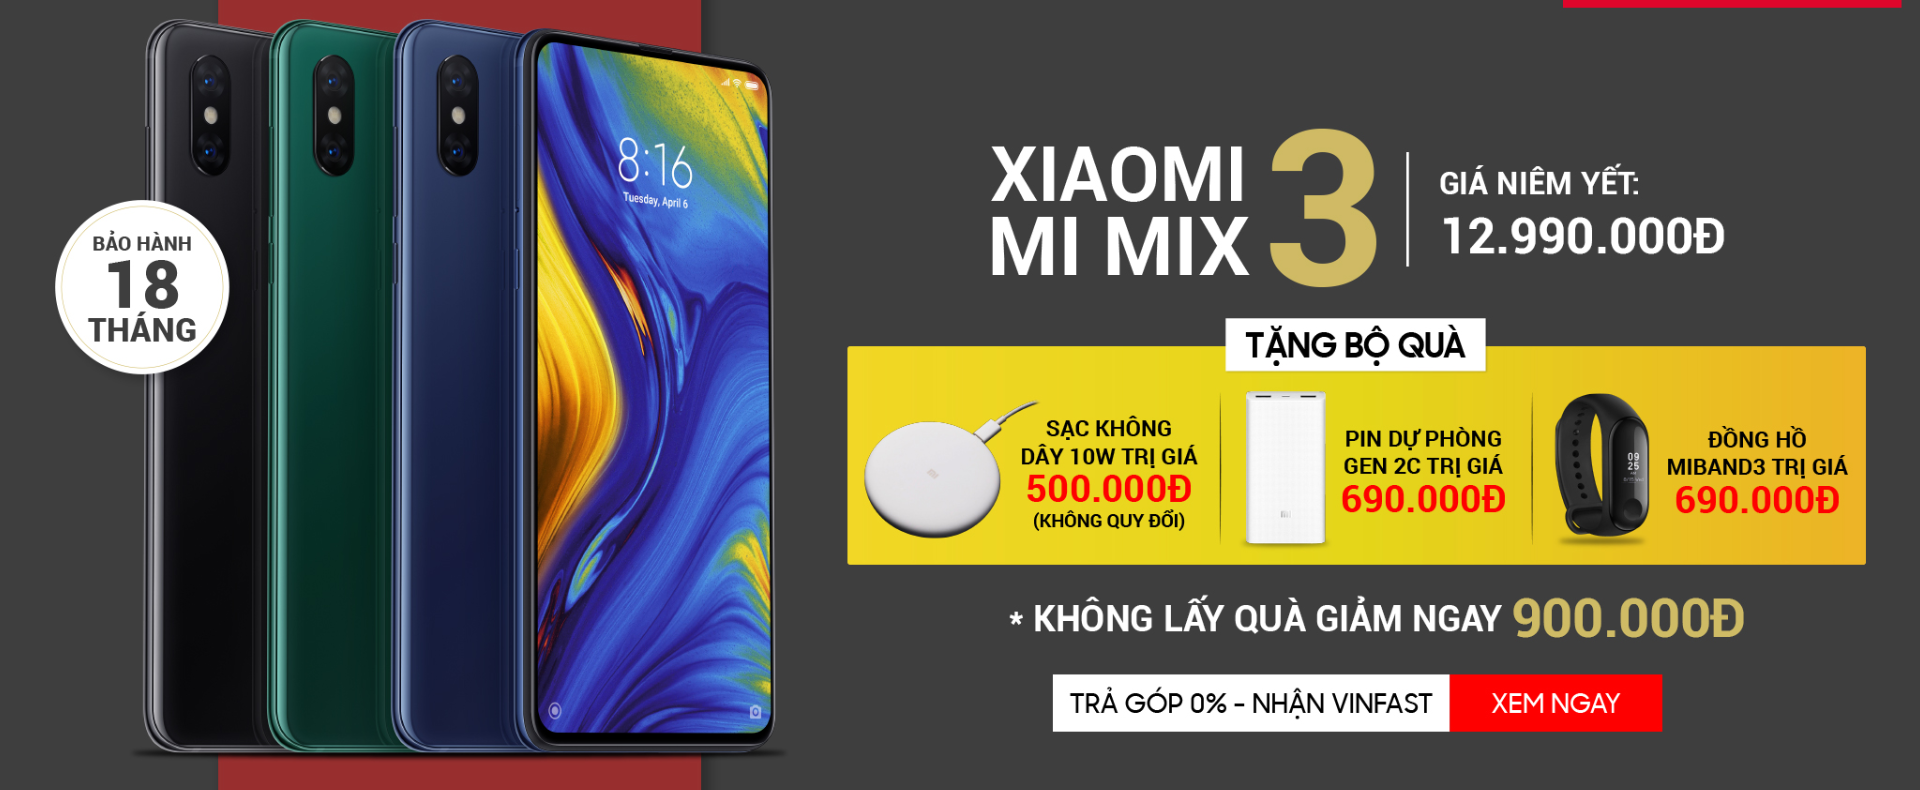 BẢO HÀNH
18
THÁNG
8:16
Tuesday, April 6
XIAOMI
MI MIX 3
GIÁ NIÊM YẾT:
12.990.000Đ
TẶNG BỘ QUÀ
SẠC KHÔNG
DÂY 10W TRỊ GIÁ
500.000Đ
(KHÔNG QUY ĐỔI)
PIN DỰ PHÒNG
GEN 2C TRỊ GIÁ
690.000Đ
09
25
ĐỒNG HỒ
MIBAND3 TRỊ GIÁ
690.000Đ
* KHÔNG LẤY QUÀ GIẢM NGAY 900.000Đ
TRẢ GÓP 0% - NHẬN VINFAST
XEM NGAY